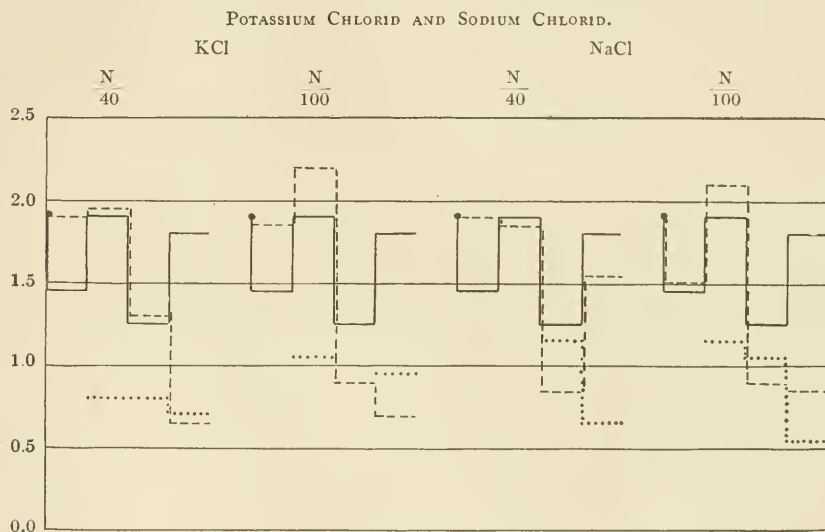 POTASSIUM CHLORID AND SODIUM CHLORID.
KCl NaCl
N N N N
40 100 40 100
2.5
2.0
1.5
1.0
0.5
0.0